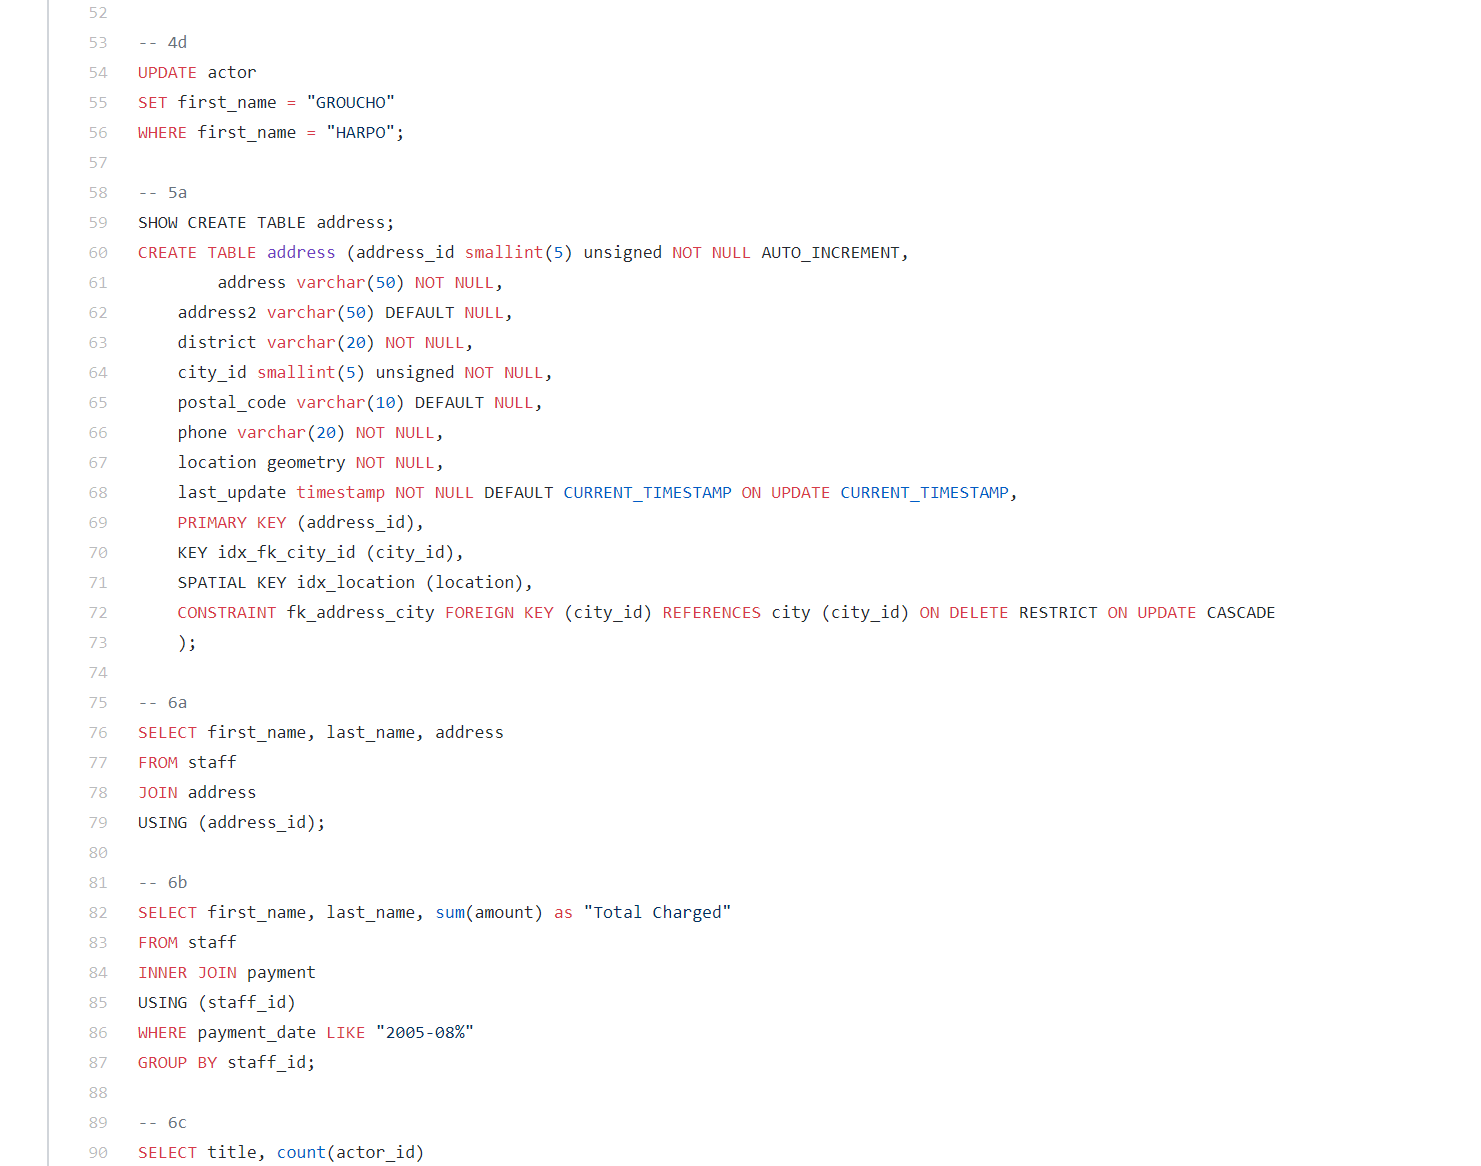 52
53 -- 4d
54 UPDATE actor
55 SET first_name = "GROUCHO"
56 WHERE first_name = "HARPO";
57
58 -- 5a
59 SHOW CREATE TABLE address;
60 CREATE TABLE address (address_id smallint(5) unsigned NOT NULL AUTO_INCREMENT,
61         address varchar(50) NOT NULL,
62     address2 varchar(50) DEFAULT NULL,
63     district varchar(20) NOT NULL,
64     city_id smallint(5) unsigned NOT NULL,
65     postal_code varchar(10) DEFAULT NULL,
66     phone varchar(20) NOT NULL,
67     location geometry NOT NULL,
68     last_update timestamp NOT NULL DEFAULT CURRENT_TIMESTAMP ON UPDATE CURRENT_TIMESTAMP,
69     PRIMARY KEY (address_id),
70     KEY idx_fk_city_id (city_id),
71     SPATIAL KEY idx_location (location),
72     CONSTRAINT fk_address_city FOREIGN KEY (city_id) REFERENCES city (city_id) ON DELETE RESTRICT ON UPDATE CASCADE
73     );
74
75 -- 6a
76 SELECT first_name, last_name, address
77 FROM staff
78 JOIN address
79 USING (address_id);
80
81 -- 6b
82 SELECT first_name, last_name, sum(amount) as "Total Charged"
83 FROM staff
84 INNER JOIN payment
85 USING (staff_id)
86 WHERE payment_date LIKE "2005-08%"
87 GROUP BY staff_id;
88
89 -- 6c
90 SELECT title, count(actor_id)